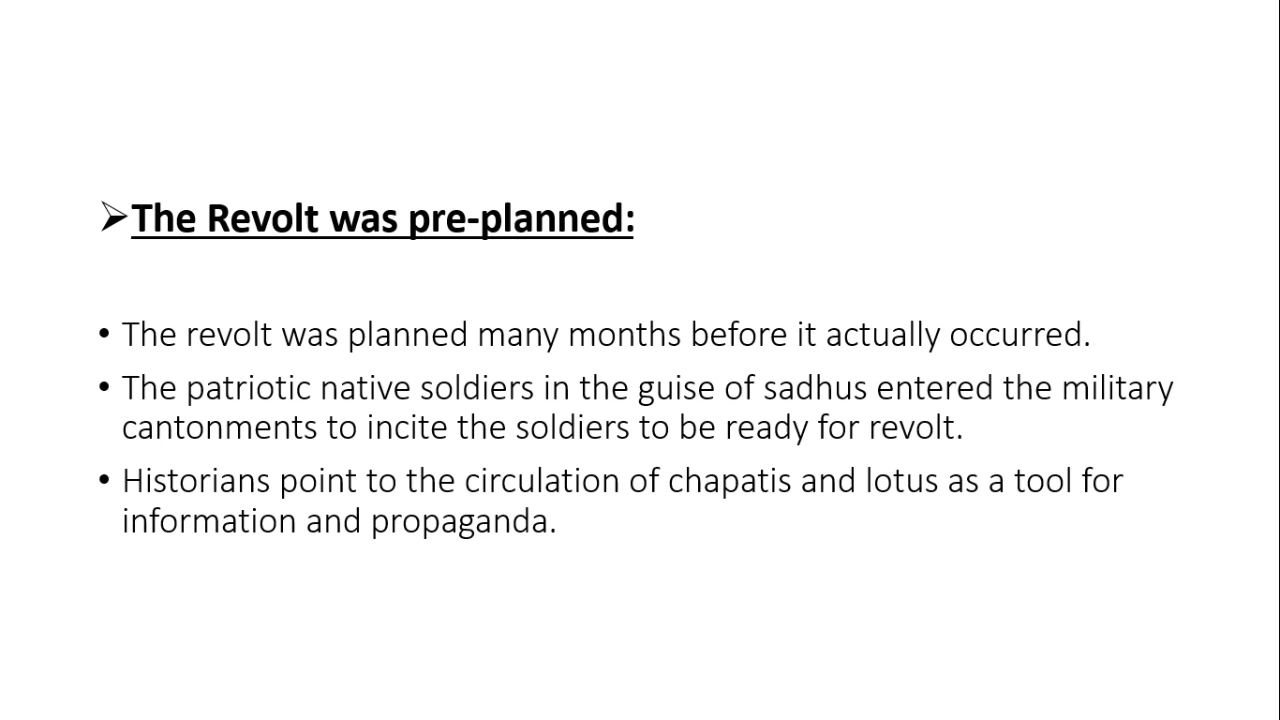 ➢The Revolt was pre-planned:
• The revolt was planned many months before it actually occurred.
• The patriotic native soldiers in the guise of sadhus entered the military
cantonments to incite the soldiers to be ready for revolt.
• Historians point to the circulation of chapatis and lotus as a tool for
information and propaganda.